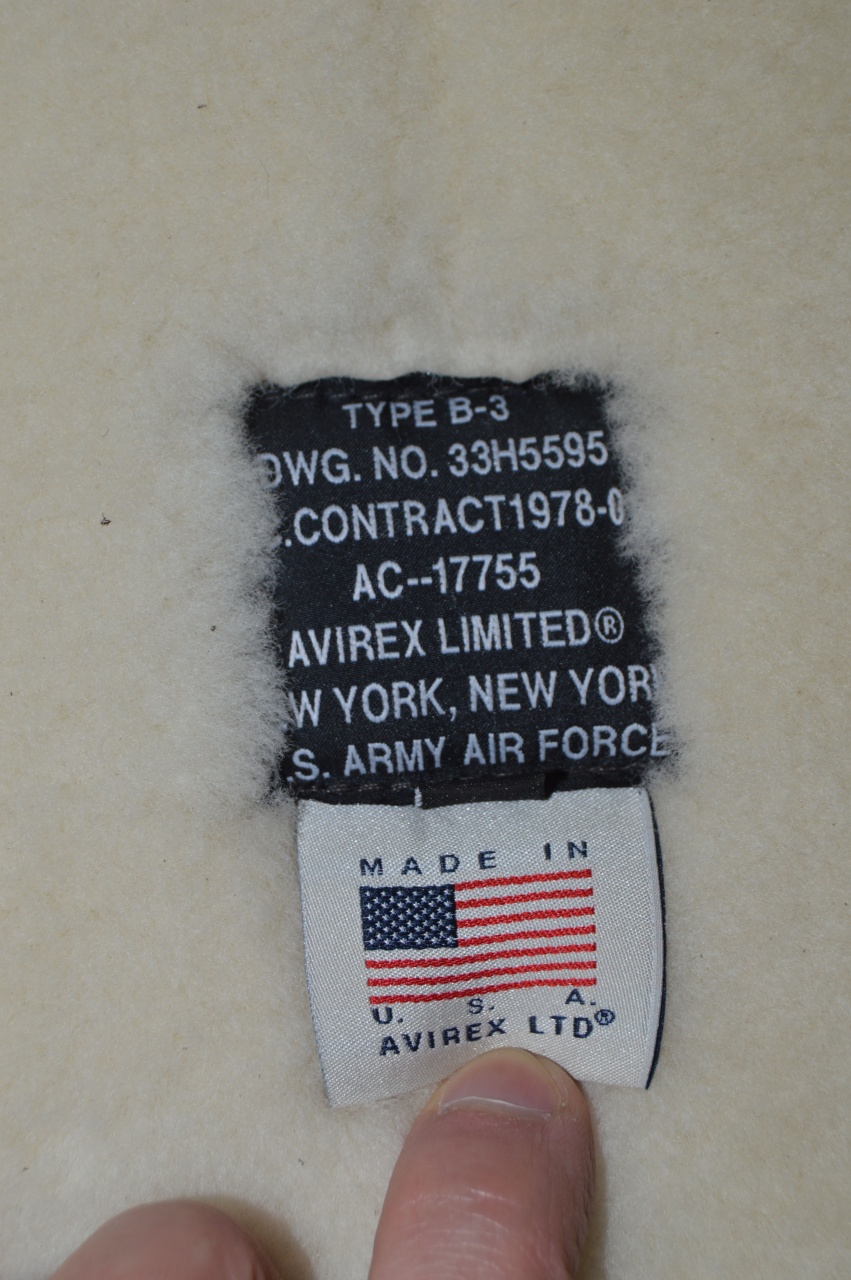 TYPE B-3
DWG. NO. 33H5595
.CONTRACT1978-0
AC--17755
AVIREX LIMITED®
W YORK, NEW YOR
.S. ARMY AIR FORCE
MADE IN
U. S. A.
AVIREX LTD®